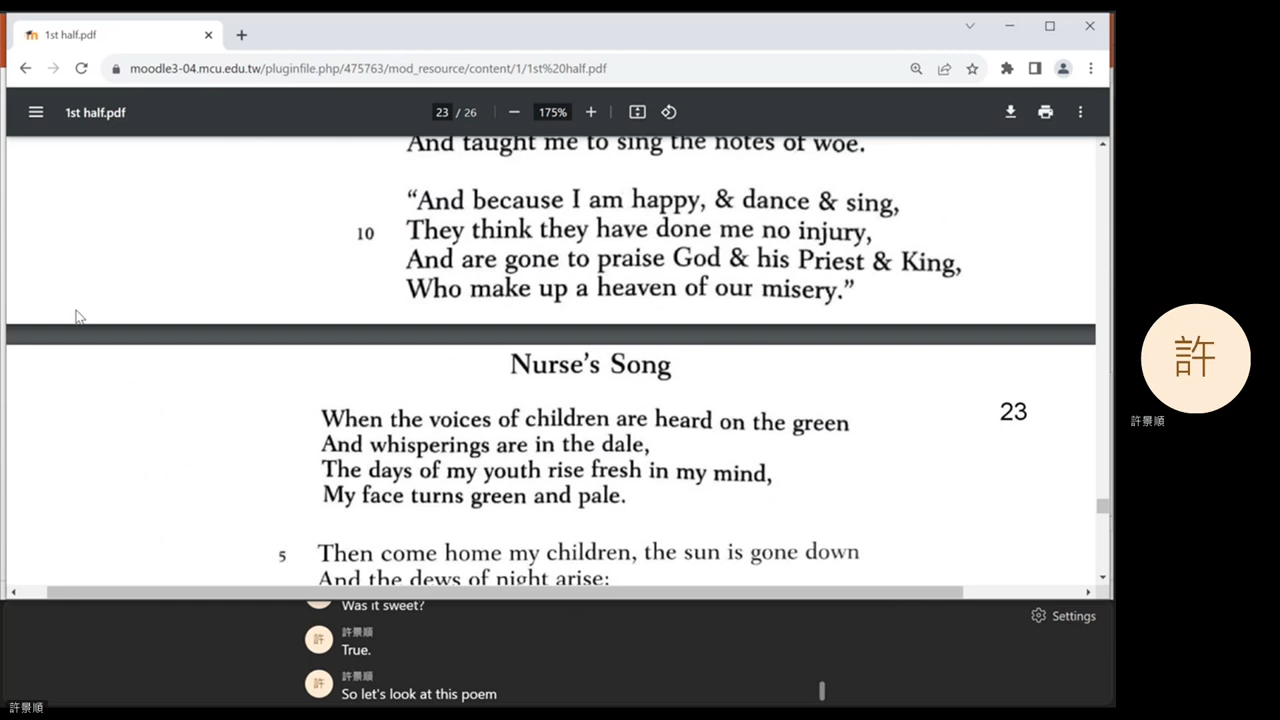 1st half.pdf
moodle3-04.mcu.edu.tw/pluginfile.php/475763/mod_resource/content/1/1st%20half.pdf
1st half.pdf
23 / 26
175%
And taught me to sing the notes of woe.
“And because I am happy, & dance & sing,
10 They think they have done me no injury,
And are gone to praise God & his Priest & King,
Who make up a heaven of our misery.”
Nurse’s Song
23
When the voices of children are heard on the green
And whisperings are in the dale,
The days of my youth rise fresh in my mind,
My face turns green and pale.
5 Then come home my children, the sun is gone down
And the dews of night arise;
Was it sweet?
Settings
許 許景順
True.
許 許景順
So let's look at this poem
許景順
許
許景順